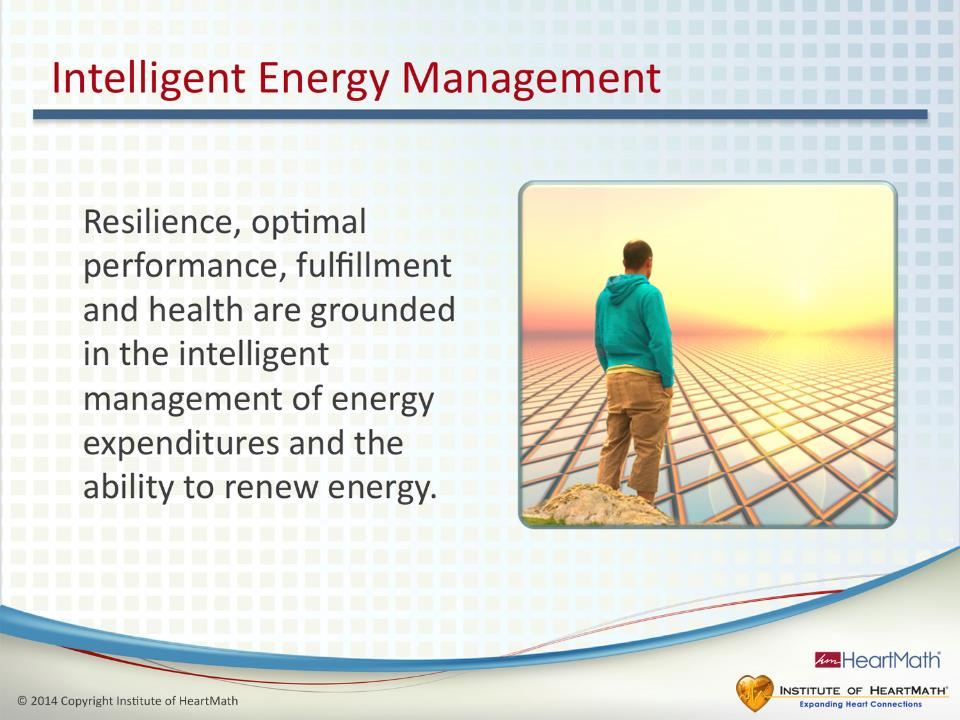 Intelligent Energy Management
Resilience, optimal
performance, fulfillment
and health are grounded
in the intelligent
management of energy
expenditures and the
ability to renew energy.
hm HeartMath®
INSTITUTE OF HEARTMATH®
Expanding Heart Connections
© 2014 Copyright Institute of HeartMath